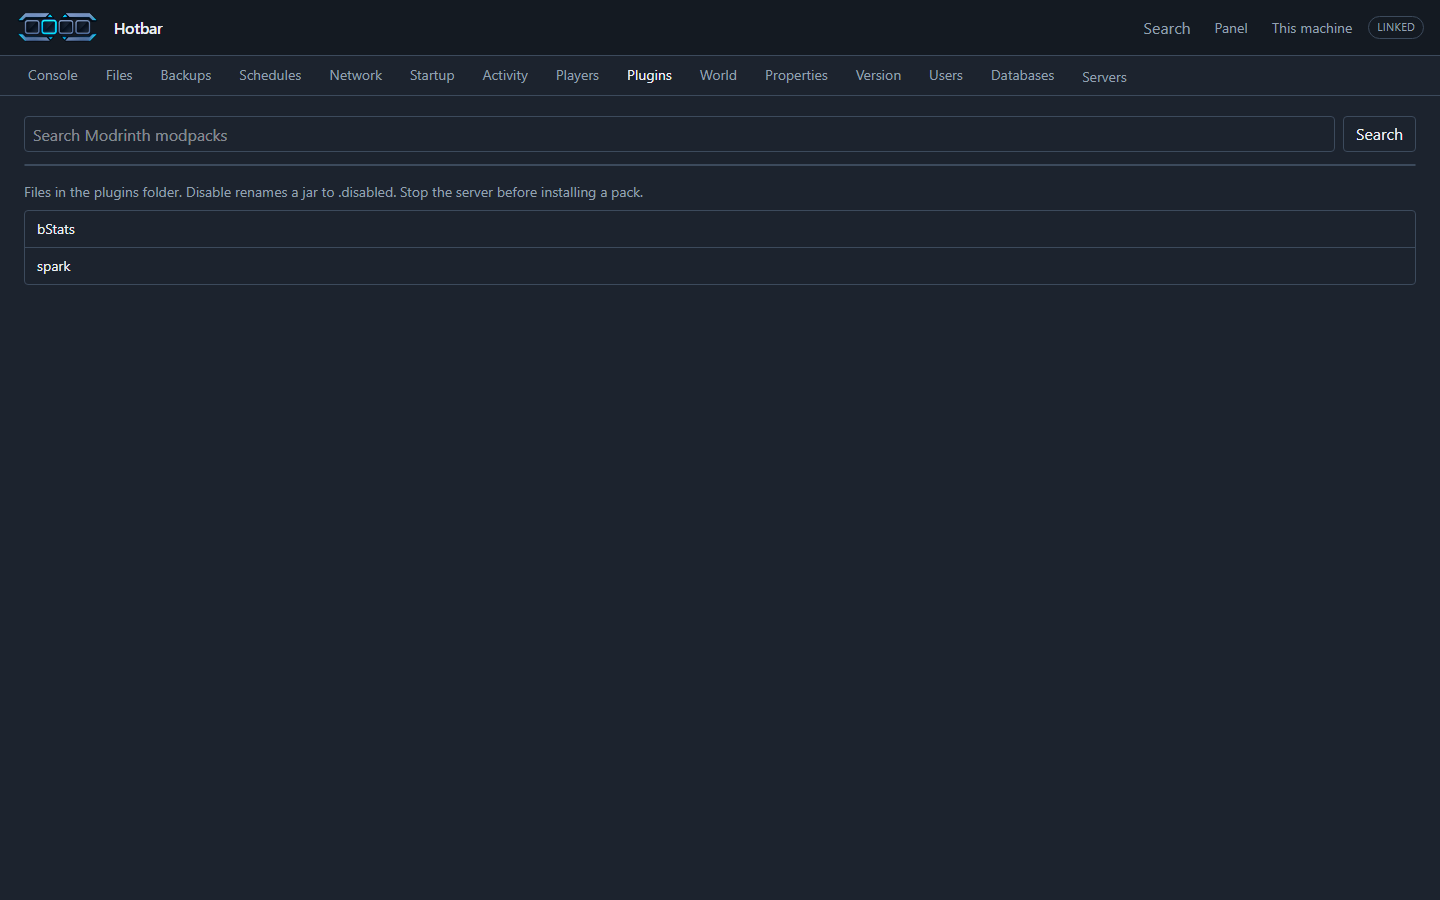 Hotbar
Search Panel This machine LINKED
Console Files Backups Schedules Network Startup Activity Players Plugins World Properties Version Users Databases Servers
Search Modrinth modpacks Search
Files in the plugins folder. Disable renames a jar to .disabled. Stop the server before installing a pack.
bStats
spark